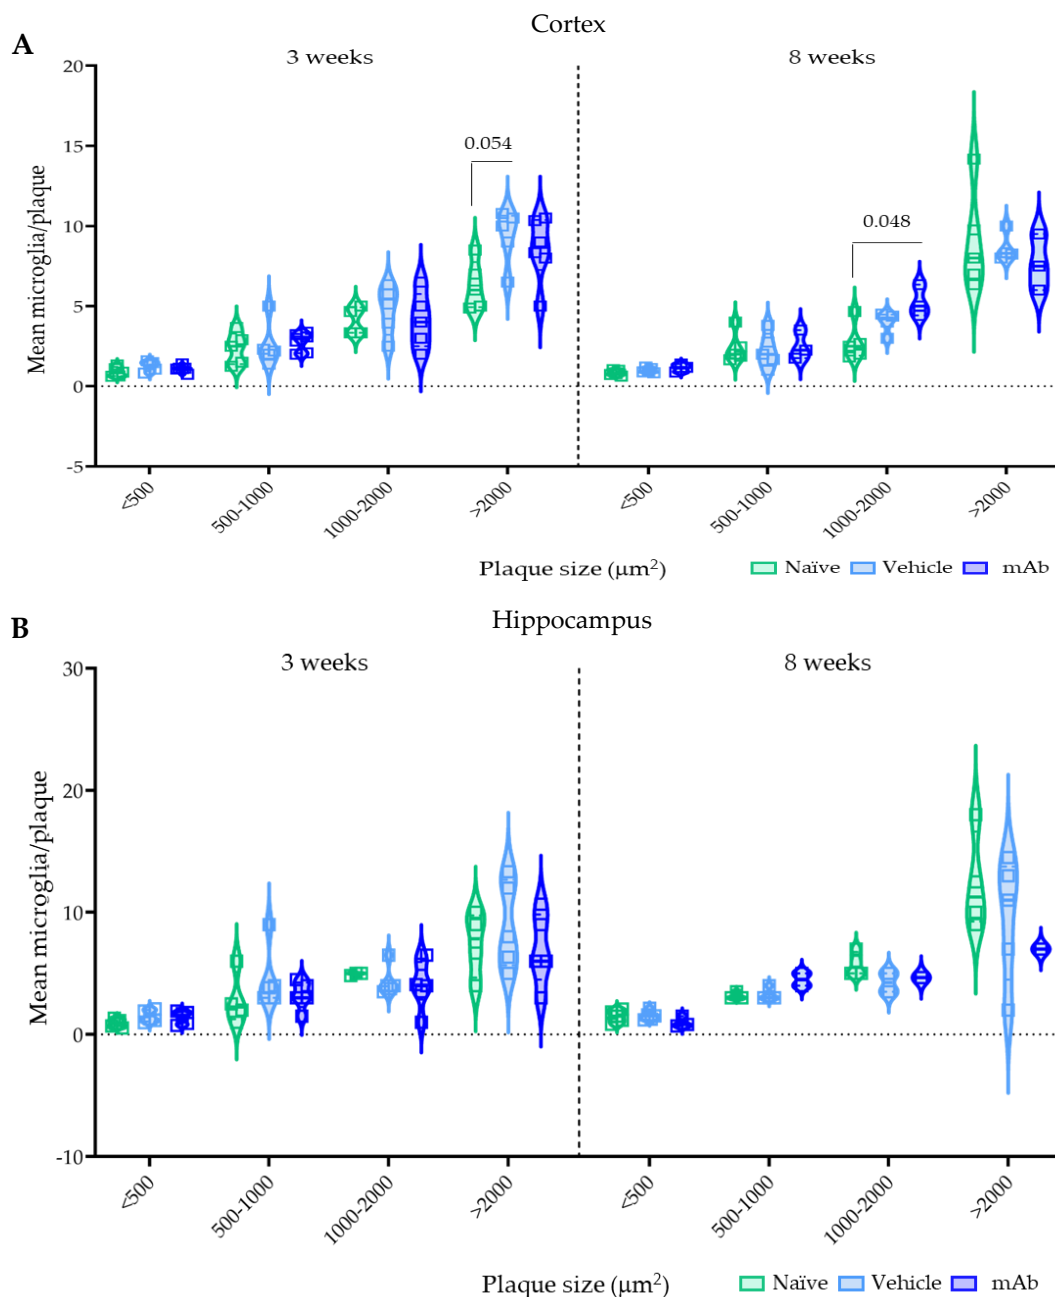 Cortex
A
3 weeks
8 weeks
20
15
10
5
0
-5
Mean microglia/plaque
0.054
0.048
<500
500-1000
1000-2000
>2000
<500
500-1000
1000-2000
>2000
Plaque size (μm²)
Naïve
Vehicle
mAb
B
Hippocampus
3 weeks
8 weeks
30
20
10
0
-10
Mean microglia/plaque
<500
500-1000
1000-2000
>2000
<500
500-1000
1000-2000
>2000
Plaque size (μm²)
Naïve
Vehicle
mAb